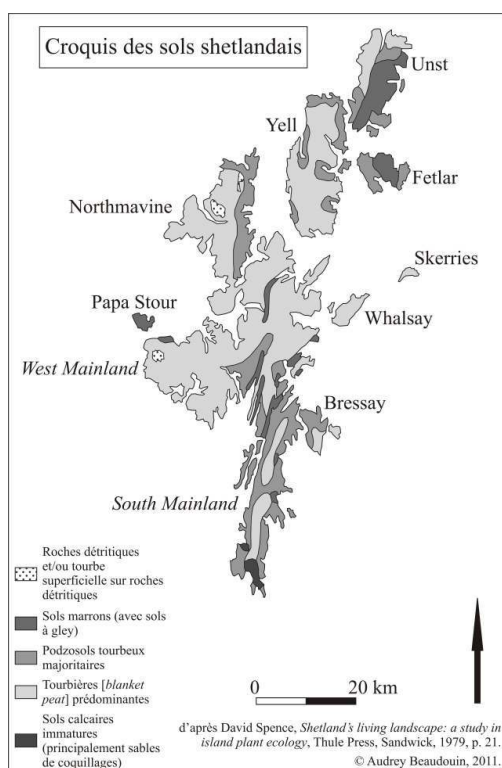 Croquis des sols shetlandais
Unst
Yell
Fetlar
Northmavine
Skerries
Papa Stour
Whalsay
West Mainland
Bressay
South Mainland
Roches détritiques
et/ou tourbe
superficielle sur roches
détritiques
Sols marrons (avec sols
à gley)
Podzosols tourbeux
majoritaires
Tourbières [blanket
peat] prédominantes
Sols calcaires
immatures
(principalement sables
de coquillages)
0 20 km
d'après David Spence, Shetland's living landscape: a study in
island plant ecology, Thule Press, Sandwick, 1979, p. 21.
© Audrey Beaudouin, 2011.